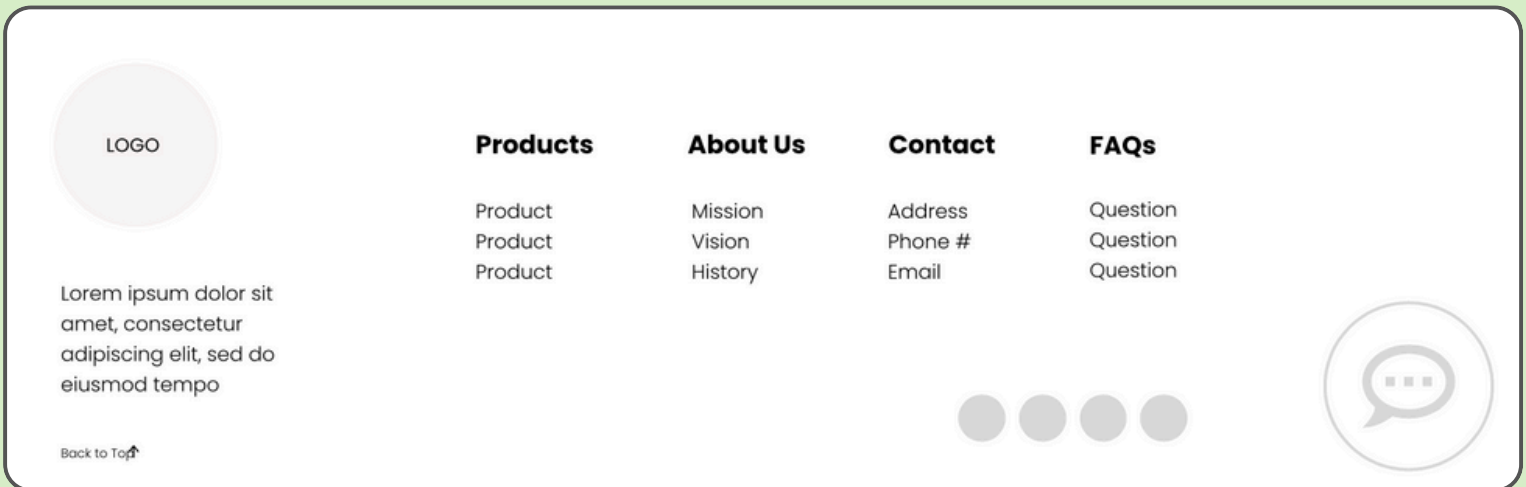 LOGO
Lorem ipsum dolor sit
amet, consectetur
adipiscing elit, sed do
eiusmod tempo
Back to Top
Products
Product
Product
Product
About Us
Mission
Vision
History
Contact
Address
Phone #
Email
FAQs
Question
Question
Question